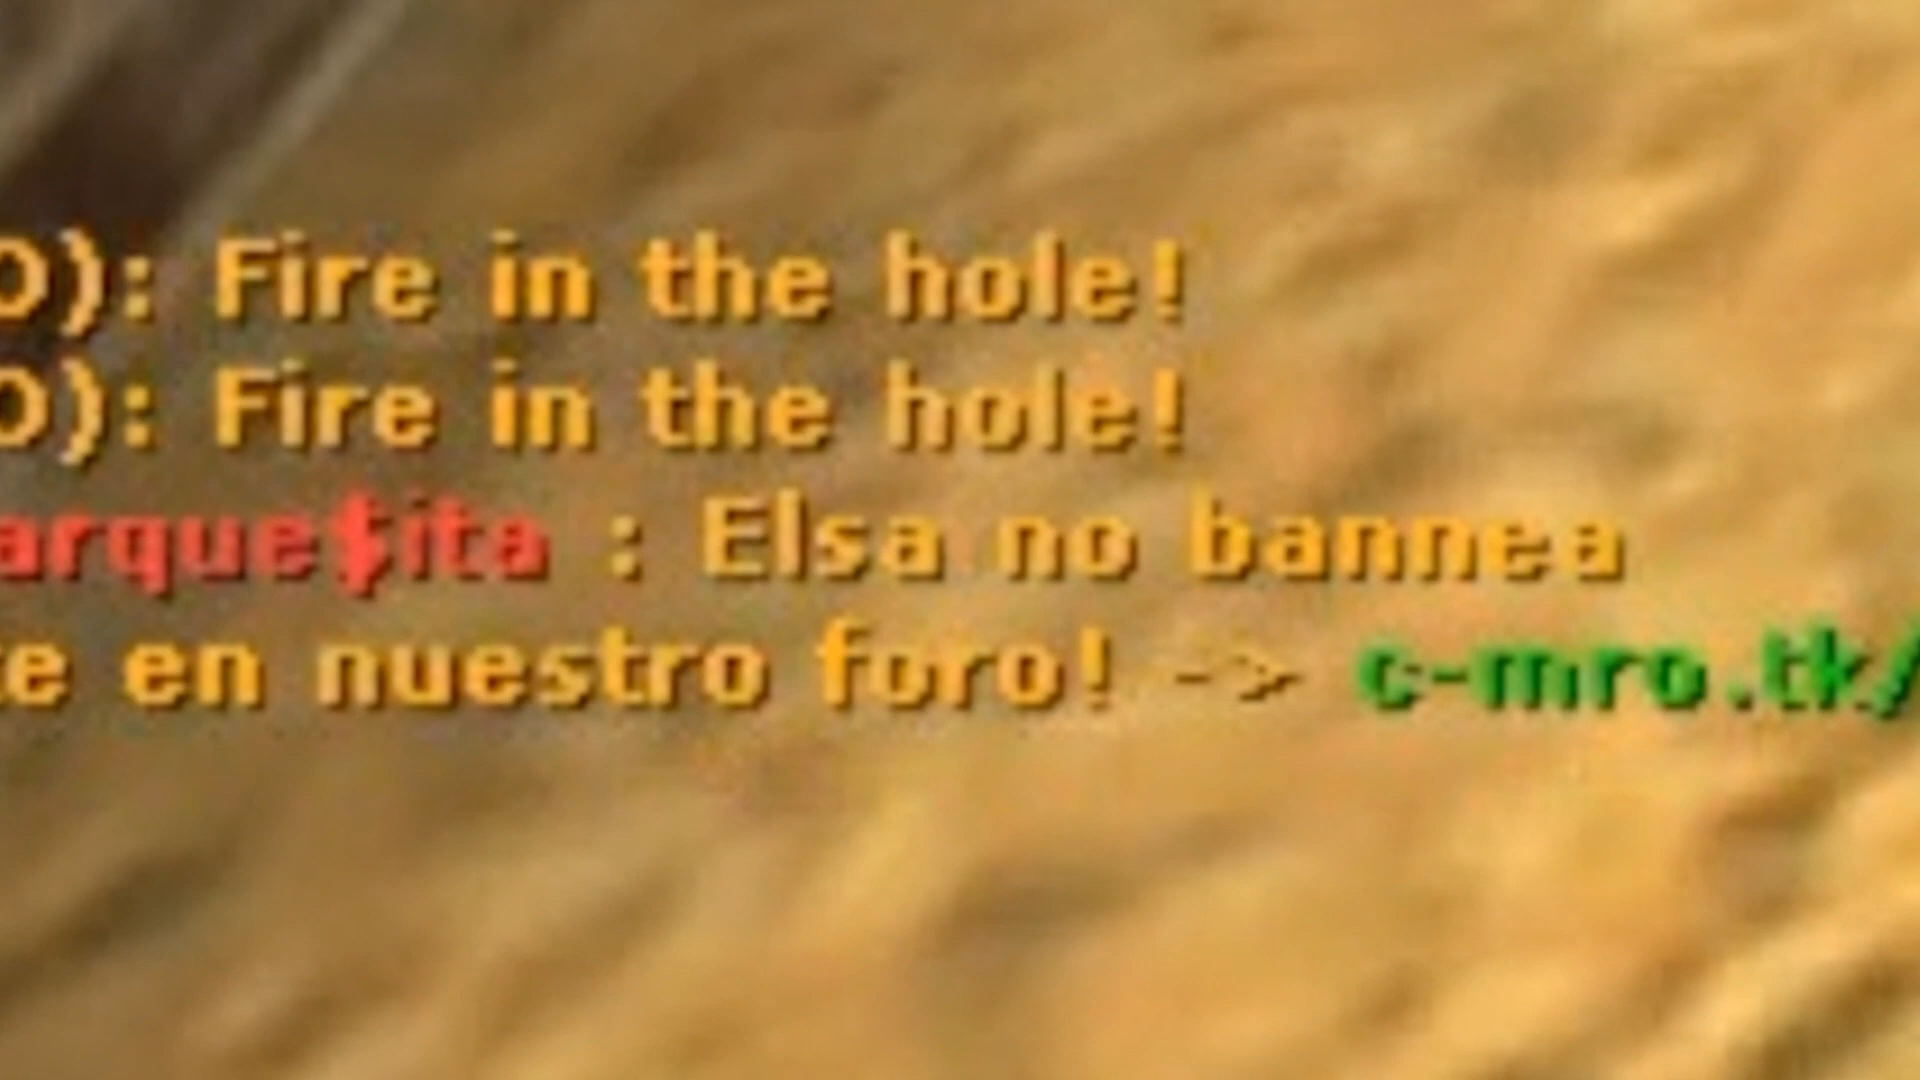 O): Fire in the hole!
O): Fire in the hole!
arque$ita : Elsa no bannea
te en nuestro foro! -> c-mro.tk/